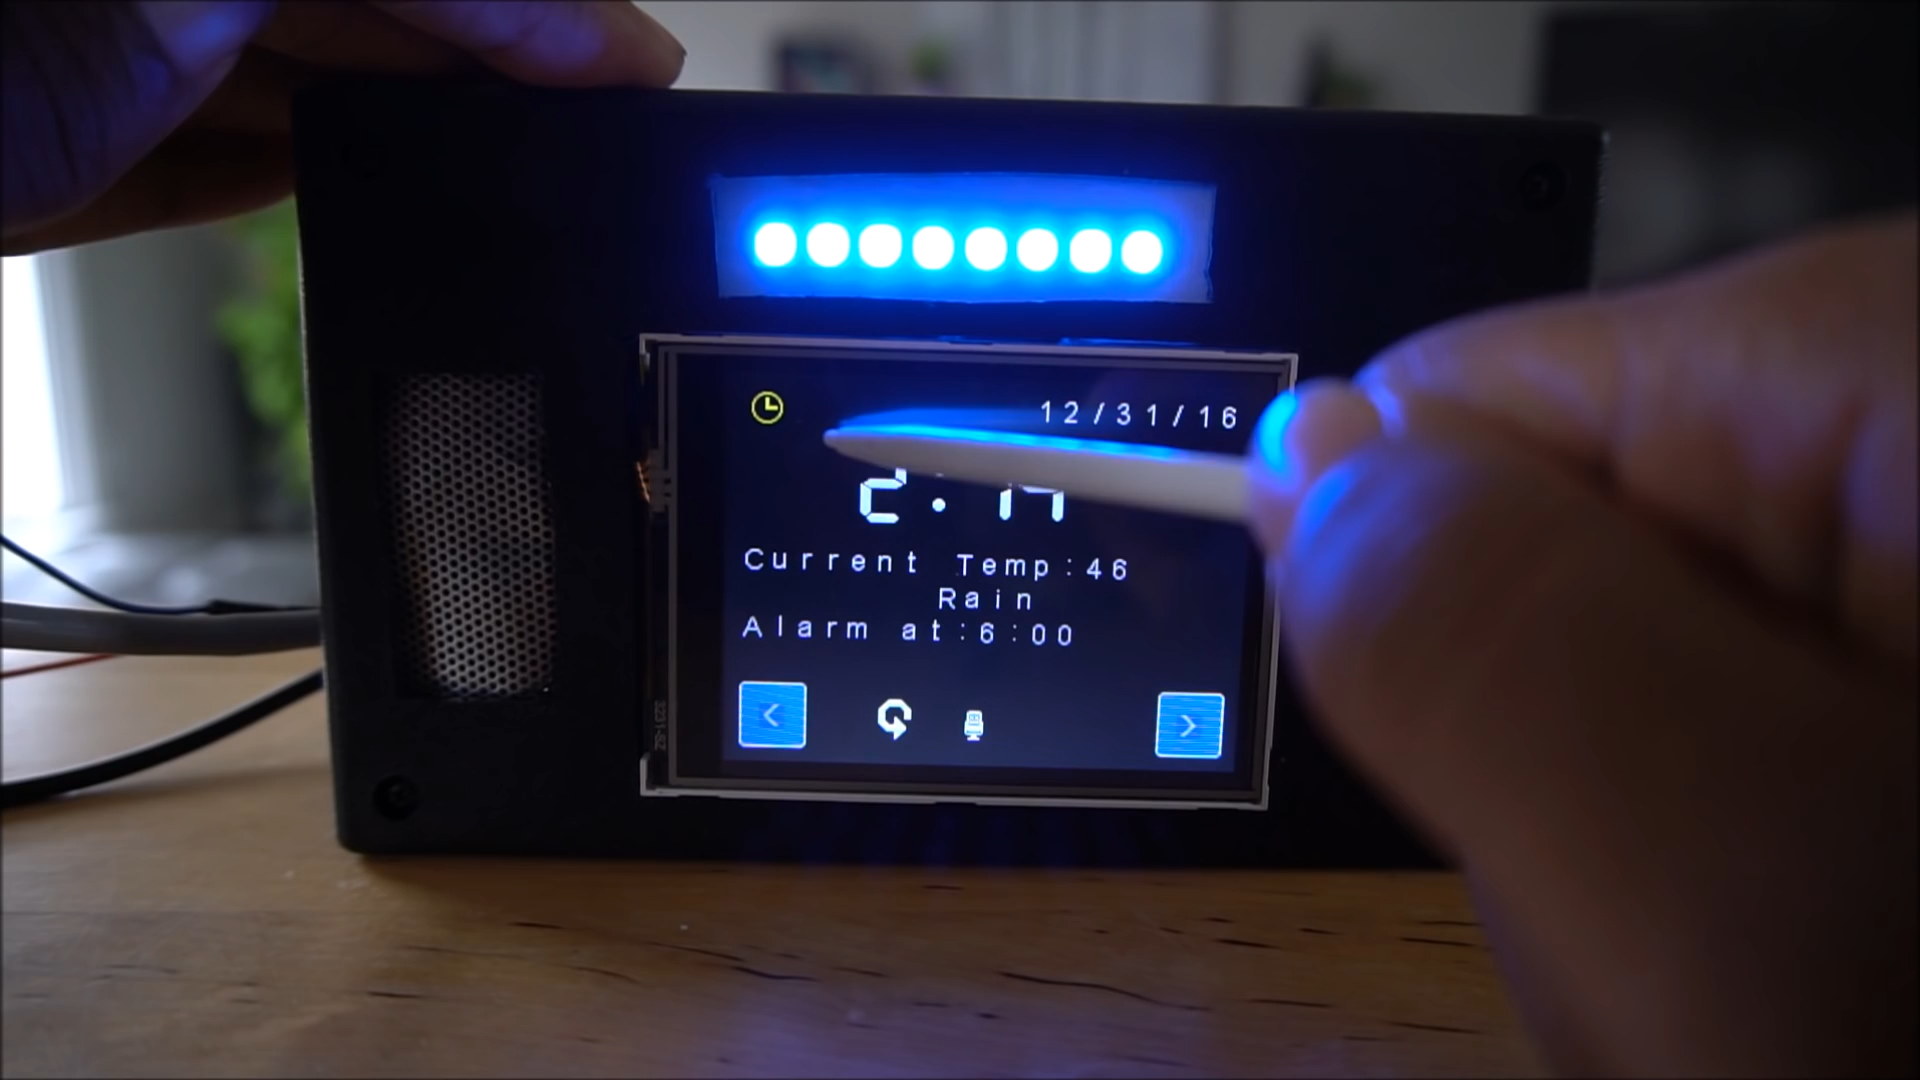 12/31/16
Current Temp:46
Rain
Alarm at:6:00
< >